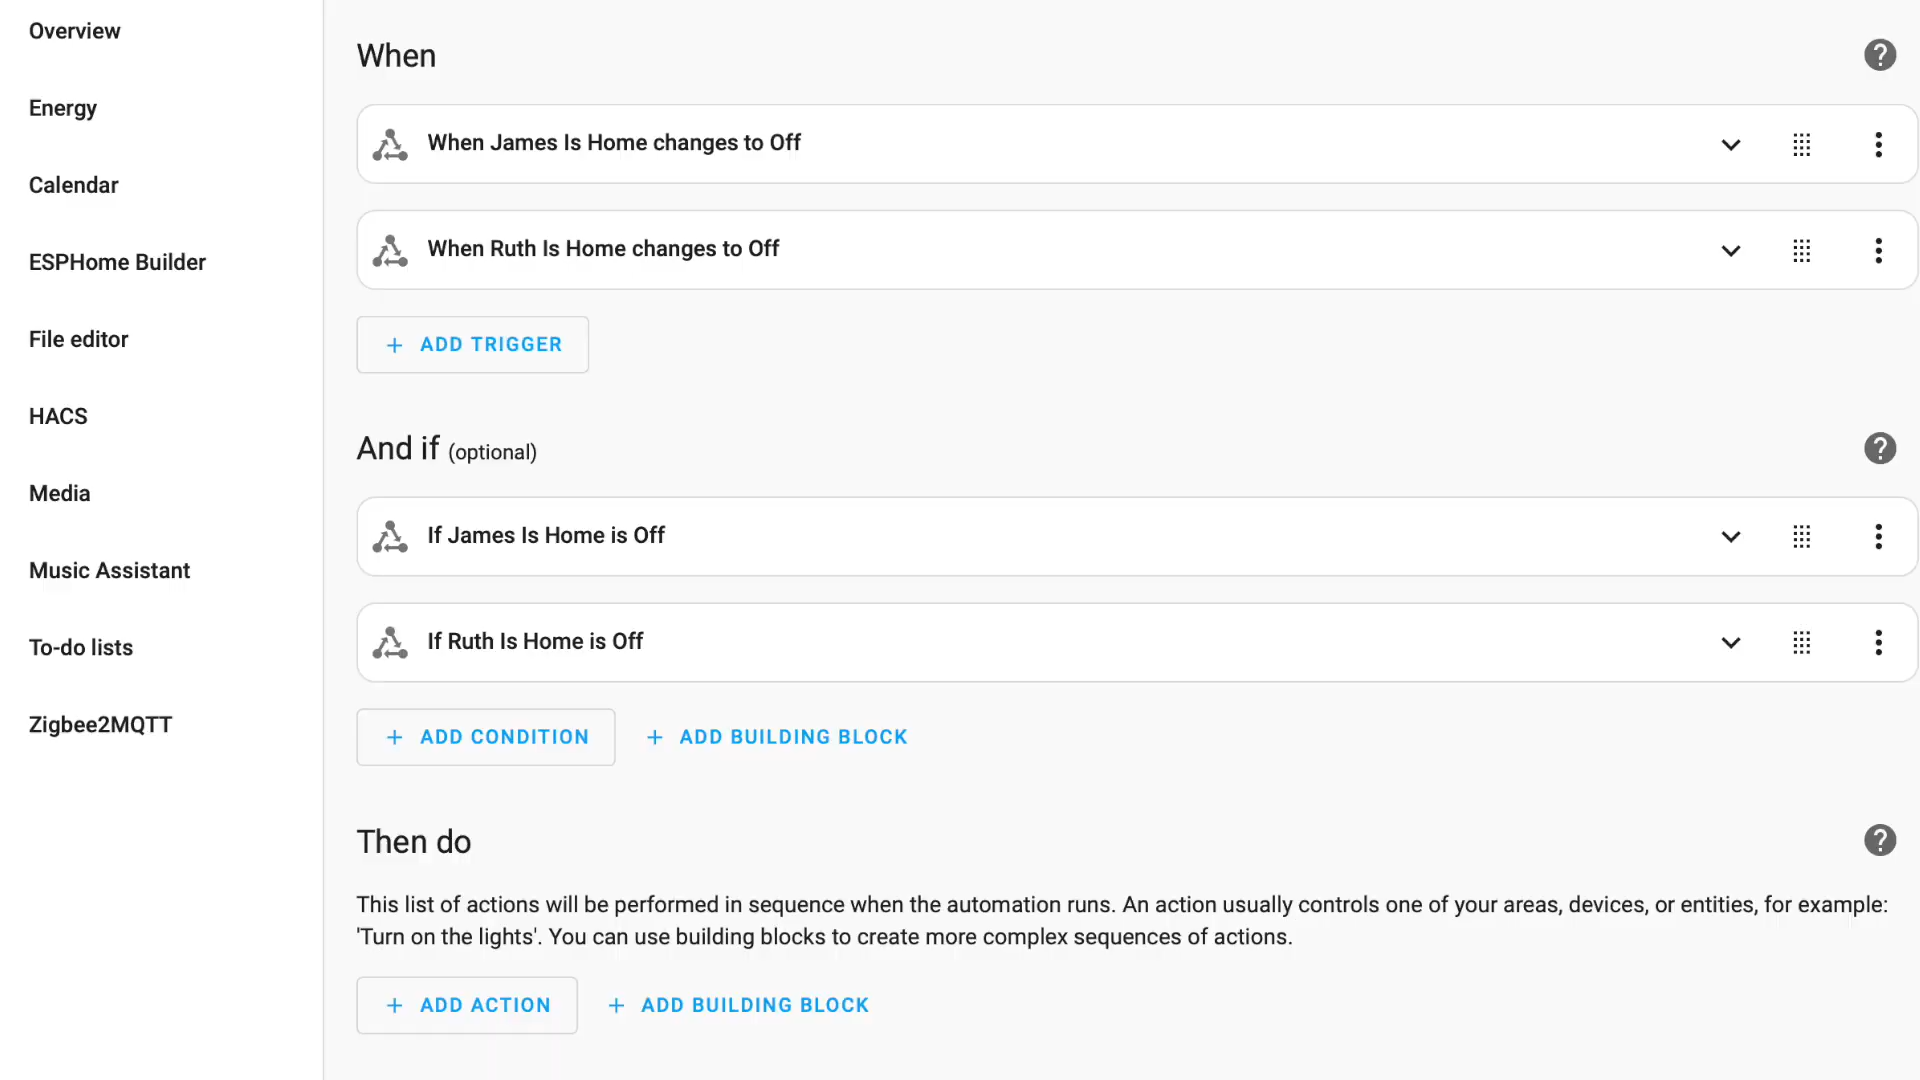 Overview
Energy
Calendar
ESPHome Builder
File editor
HACS
Media
Music Assistant
To-do lists
Zigbee2MQTT
When
When James Is Home changes to Off
When Ruth Is Home changes to Off
+ ADD TRIGGER
And if (optional)
If James Is Home is Off
If Ruth Is Home is Off
+ ADD CONDITION + ADD BUILDING BLOCK
Then do
This list of actions will be performed in sequence when the automation runs. An action usually controls one of your areas, devices, or entities, for example:
'Turn on the lights'. You can use building blocks to create more complex sequences of actions.
+ ADD ACTION + ADD BUILDING BLOCK